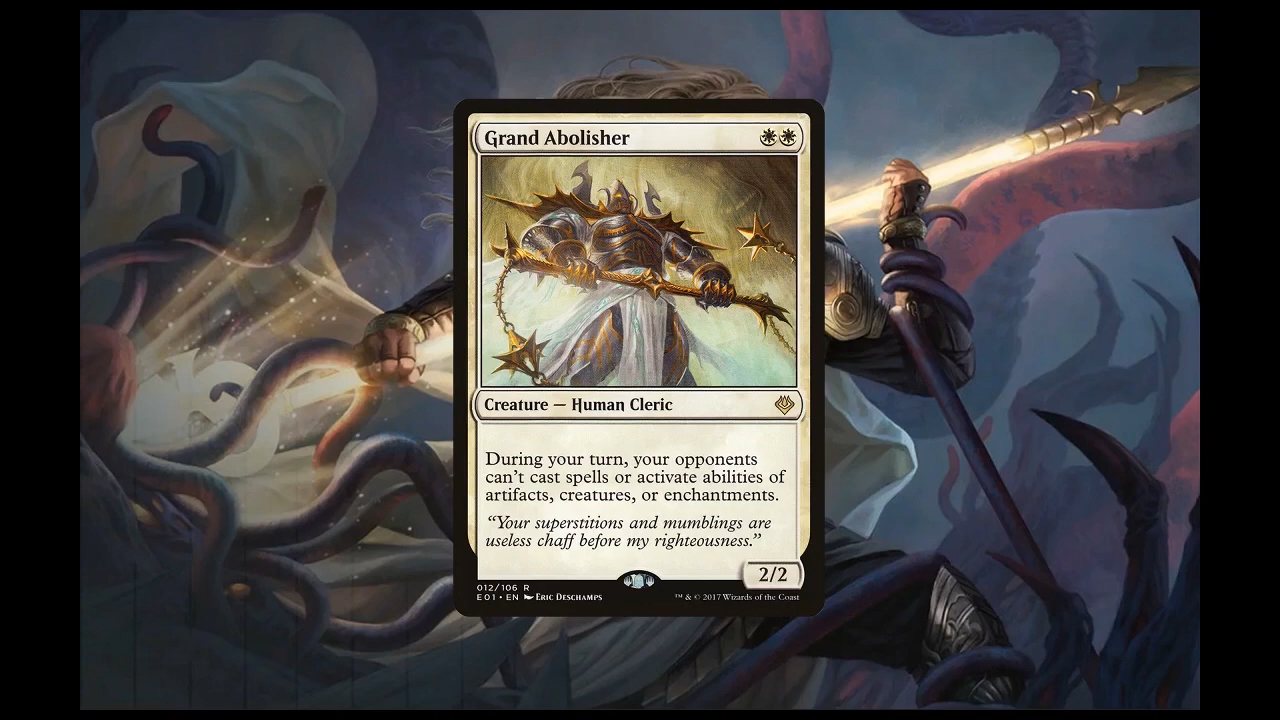 Grand Abolisher
Creature — Human Cleric
During your turn, your opponents
can't cast spells or activate abilities of
artifacts, creatures, or enchantments.
“Your superstitions and mumblings are
useless chaff before my righteousness.”
2/2
012/106 R
E01 • EN Eric Deschamps
™ & © 2017 Wizards of the Coast